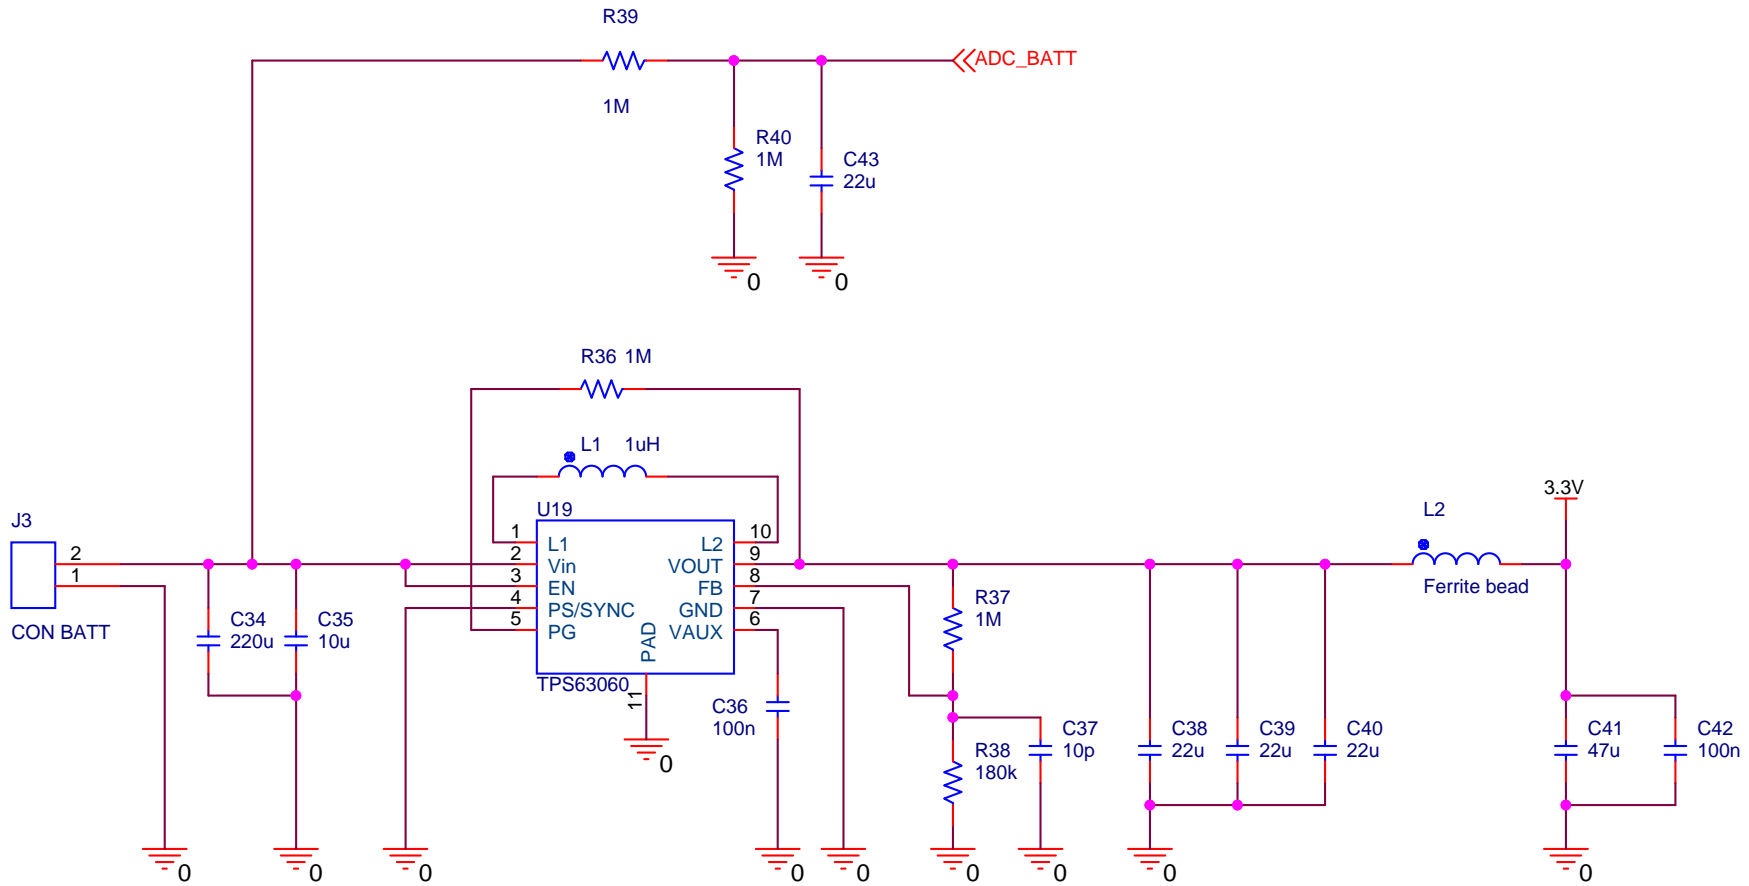 R39
ADC_BATT
1M
R40
1M
C43
22u
0
0
R36 1M
L1 1uH
U19
J3
CON BATT
2
1
1
2
3
4
5
L1
Vin
EN
PS/SYNC
PG
L2
VOUT
FB
GND
VAUX
PAD
10
9
8
7
6
11
TPS63060
0
C34
220u
C35
10u
C36
100n
R37
1M
R38
180k
C37
10p
C38
22u
C39
22u
C40
22u
L2
Ferrite bead
3.3V
C41
47u
C42
100n
0
0
0
0
0
0
0
0
0